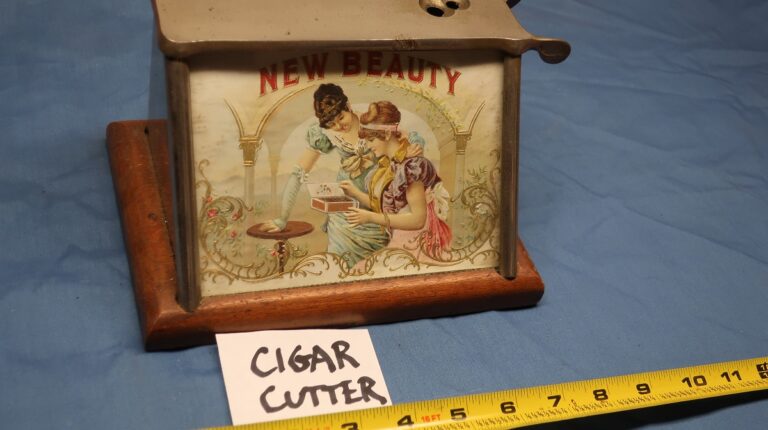 NEW BEAUTY
CIGAR
CUTTER
3 4 16FT 5 6 7 8 9 10 11